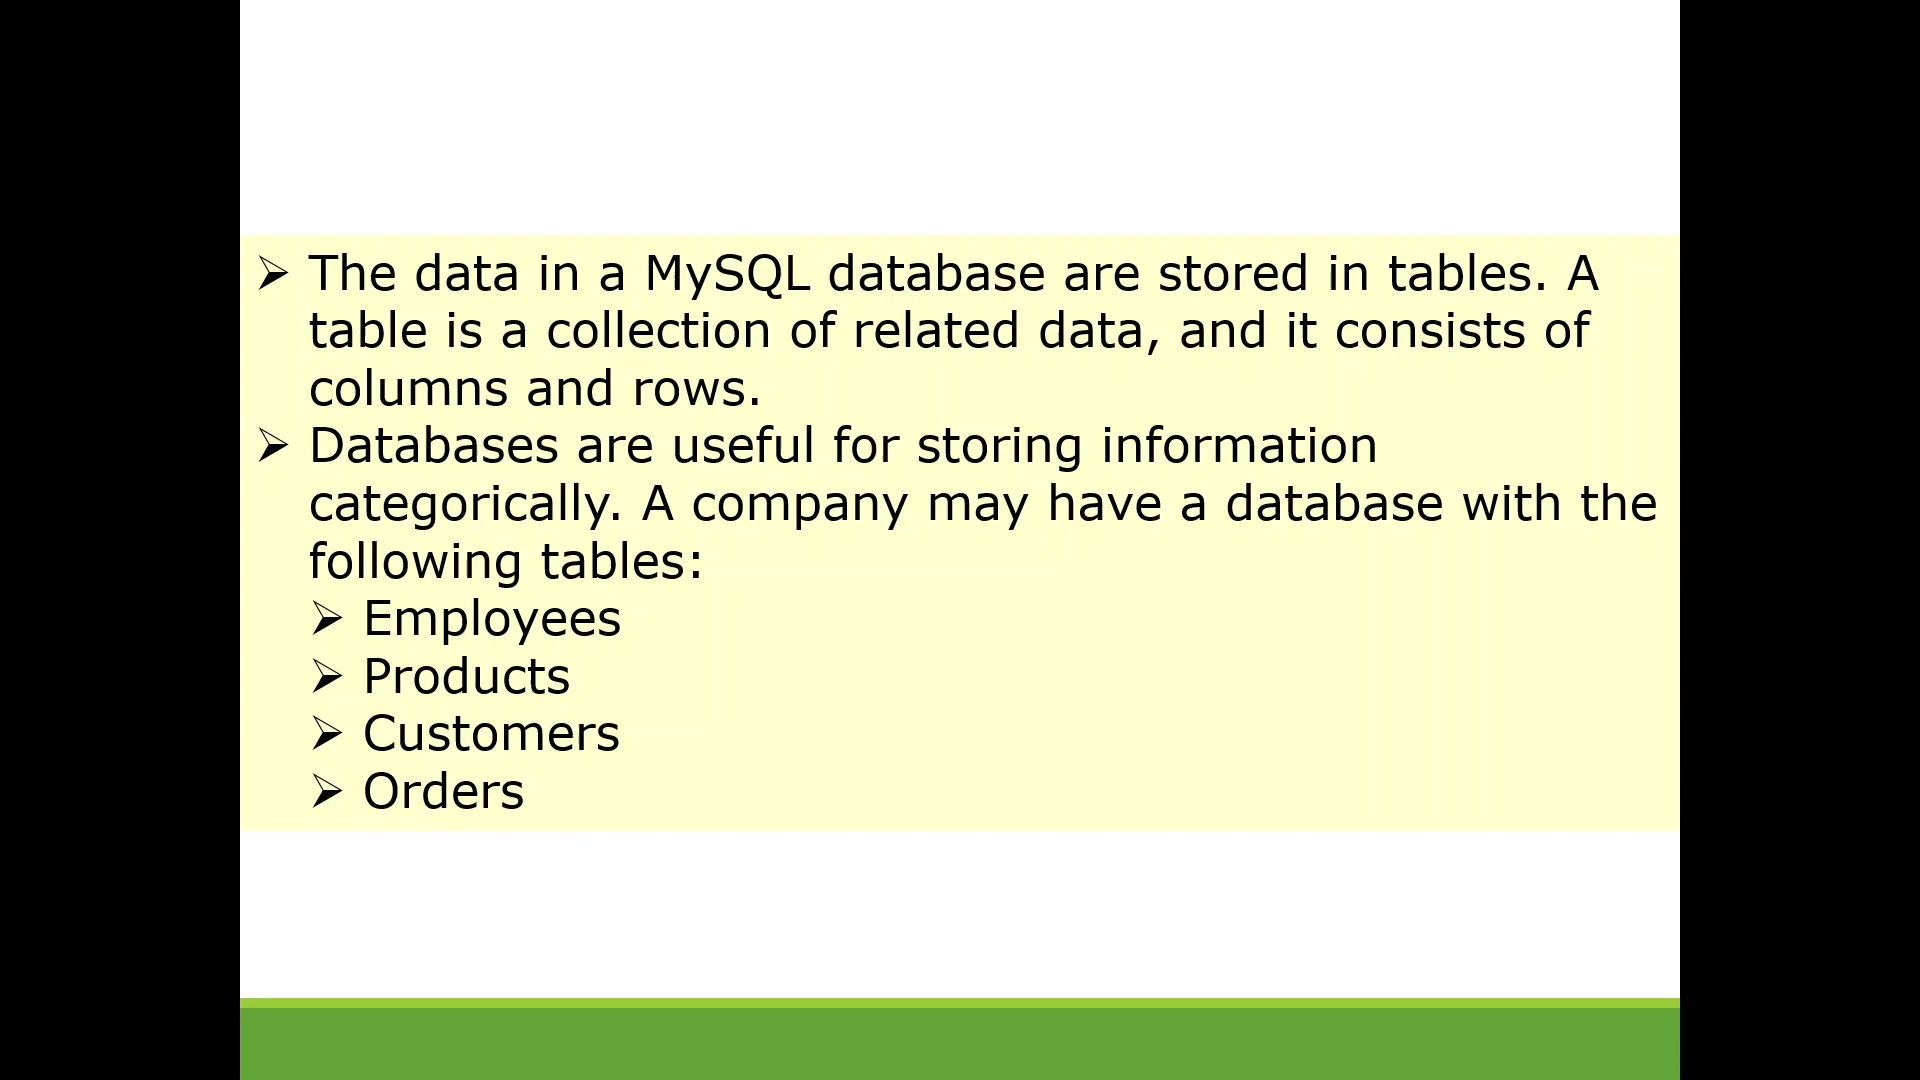 ➢ The data in a MySQL database are stored in tables. A
table is a collection of related data, and it consists of
columns and rows.
➢ Databases are useful for storing information
categorically. A company may have a database with the
following tables:
➢ Employees
➢ Products
➢ Customers
➢ Orders